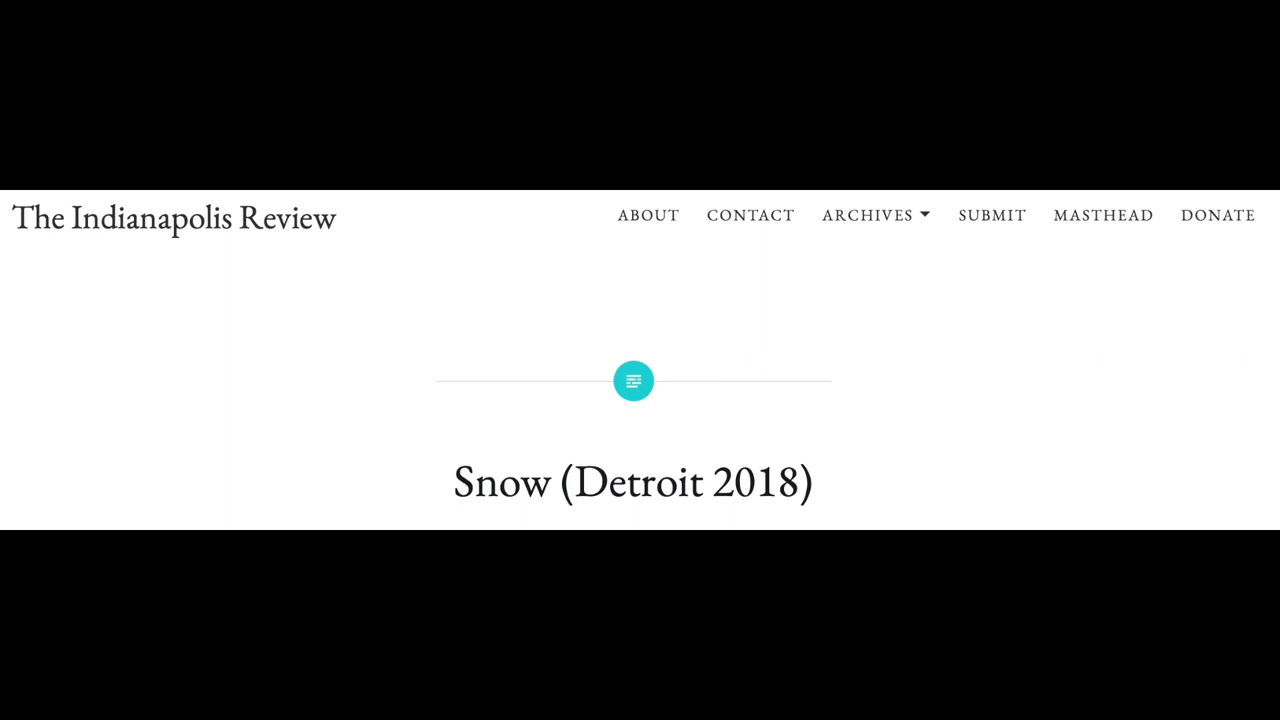 The Indianapolis Review
ABOUT CONTACT ARCHIVES SUBMIT MASTHEAD DONATE
Snow (Detroit 2018)